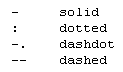 -     solid
:     dotted
-.    dashdot
--    dashed